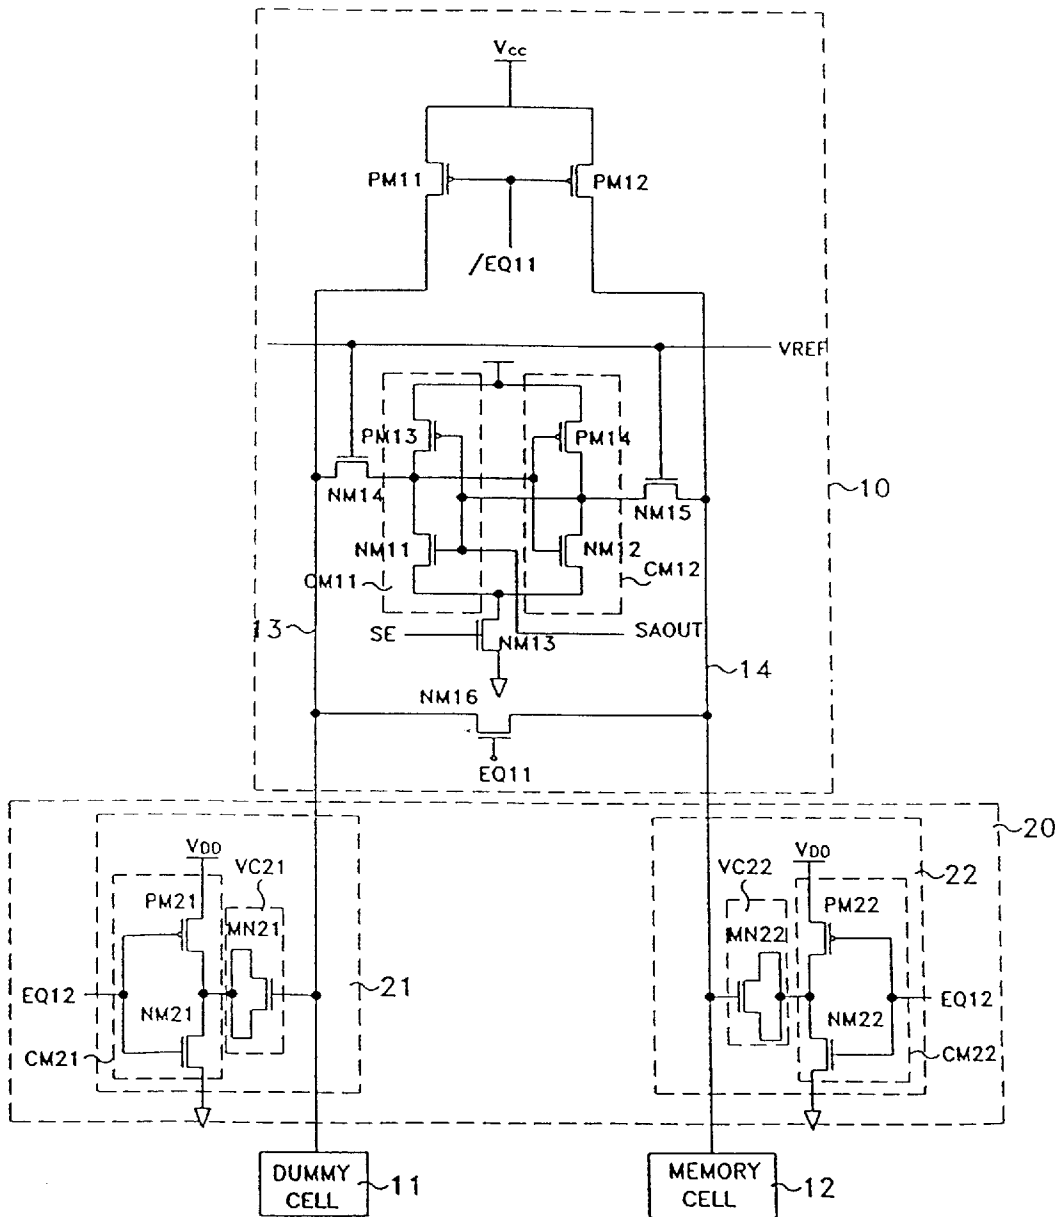 Vcc
PM11
PM12
/EQ11
VREF
PM13
PM14
NM14
NM15
10
NM11
NM12
CM11
CM12
13
SE
NM13
SAOUT
14
NM16
EQ11
20
VDD
VC21
PM21
MN21
EQ12
NM21
21
CM21
VC22
VDD
22
PM22
MN22
NM22
EQ12
CM22
DUMMY CELL
11
MEMORY CELL
12